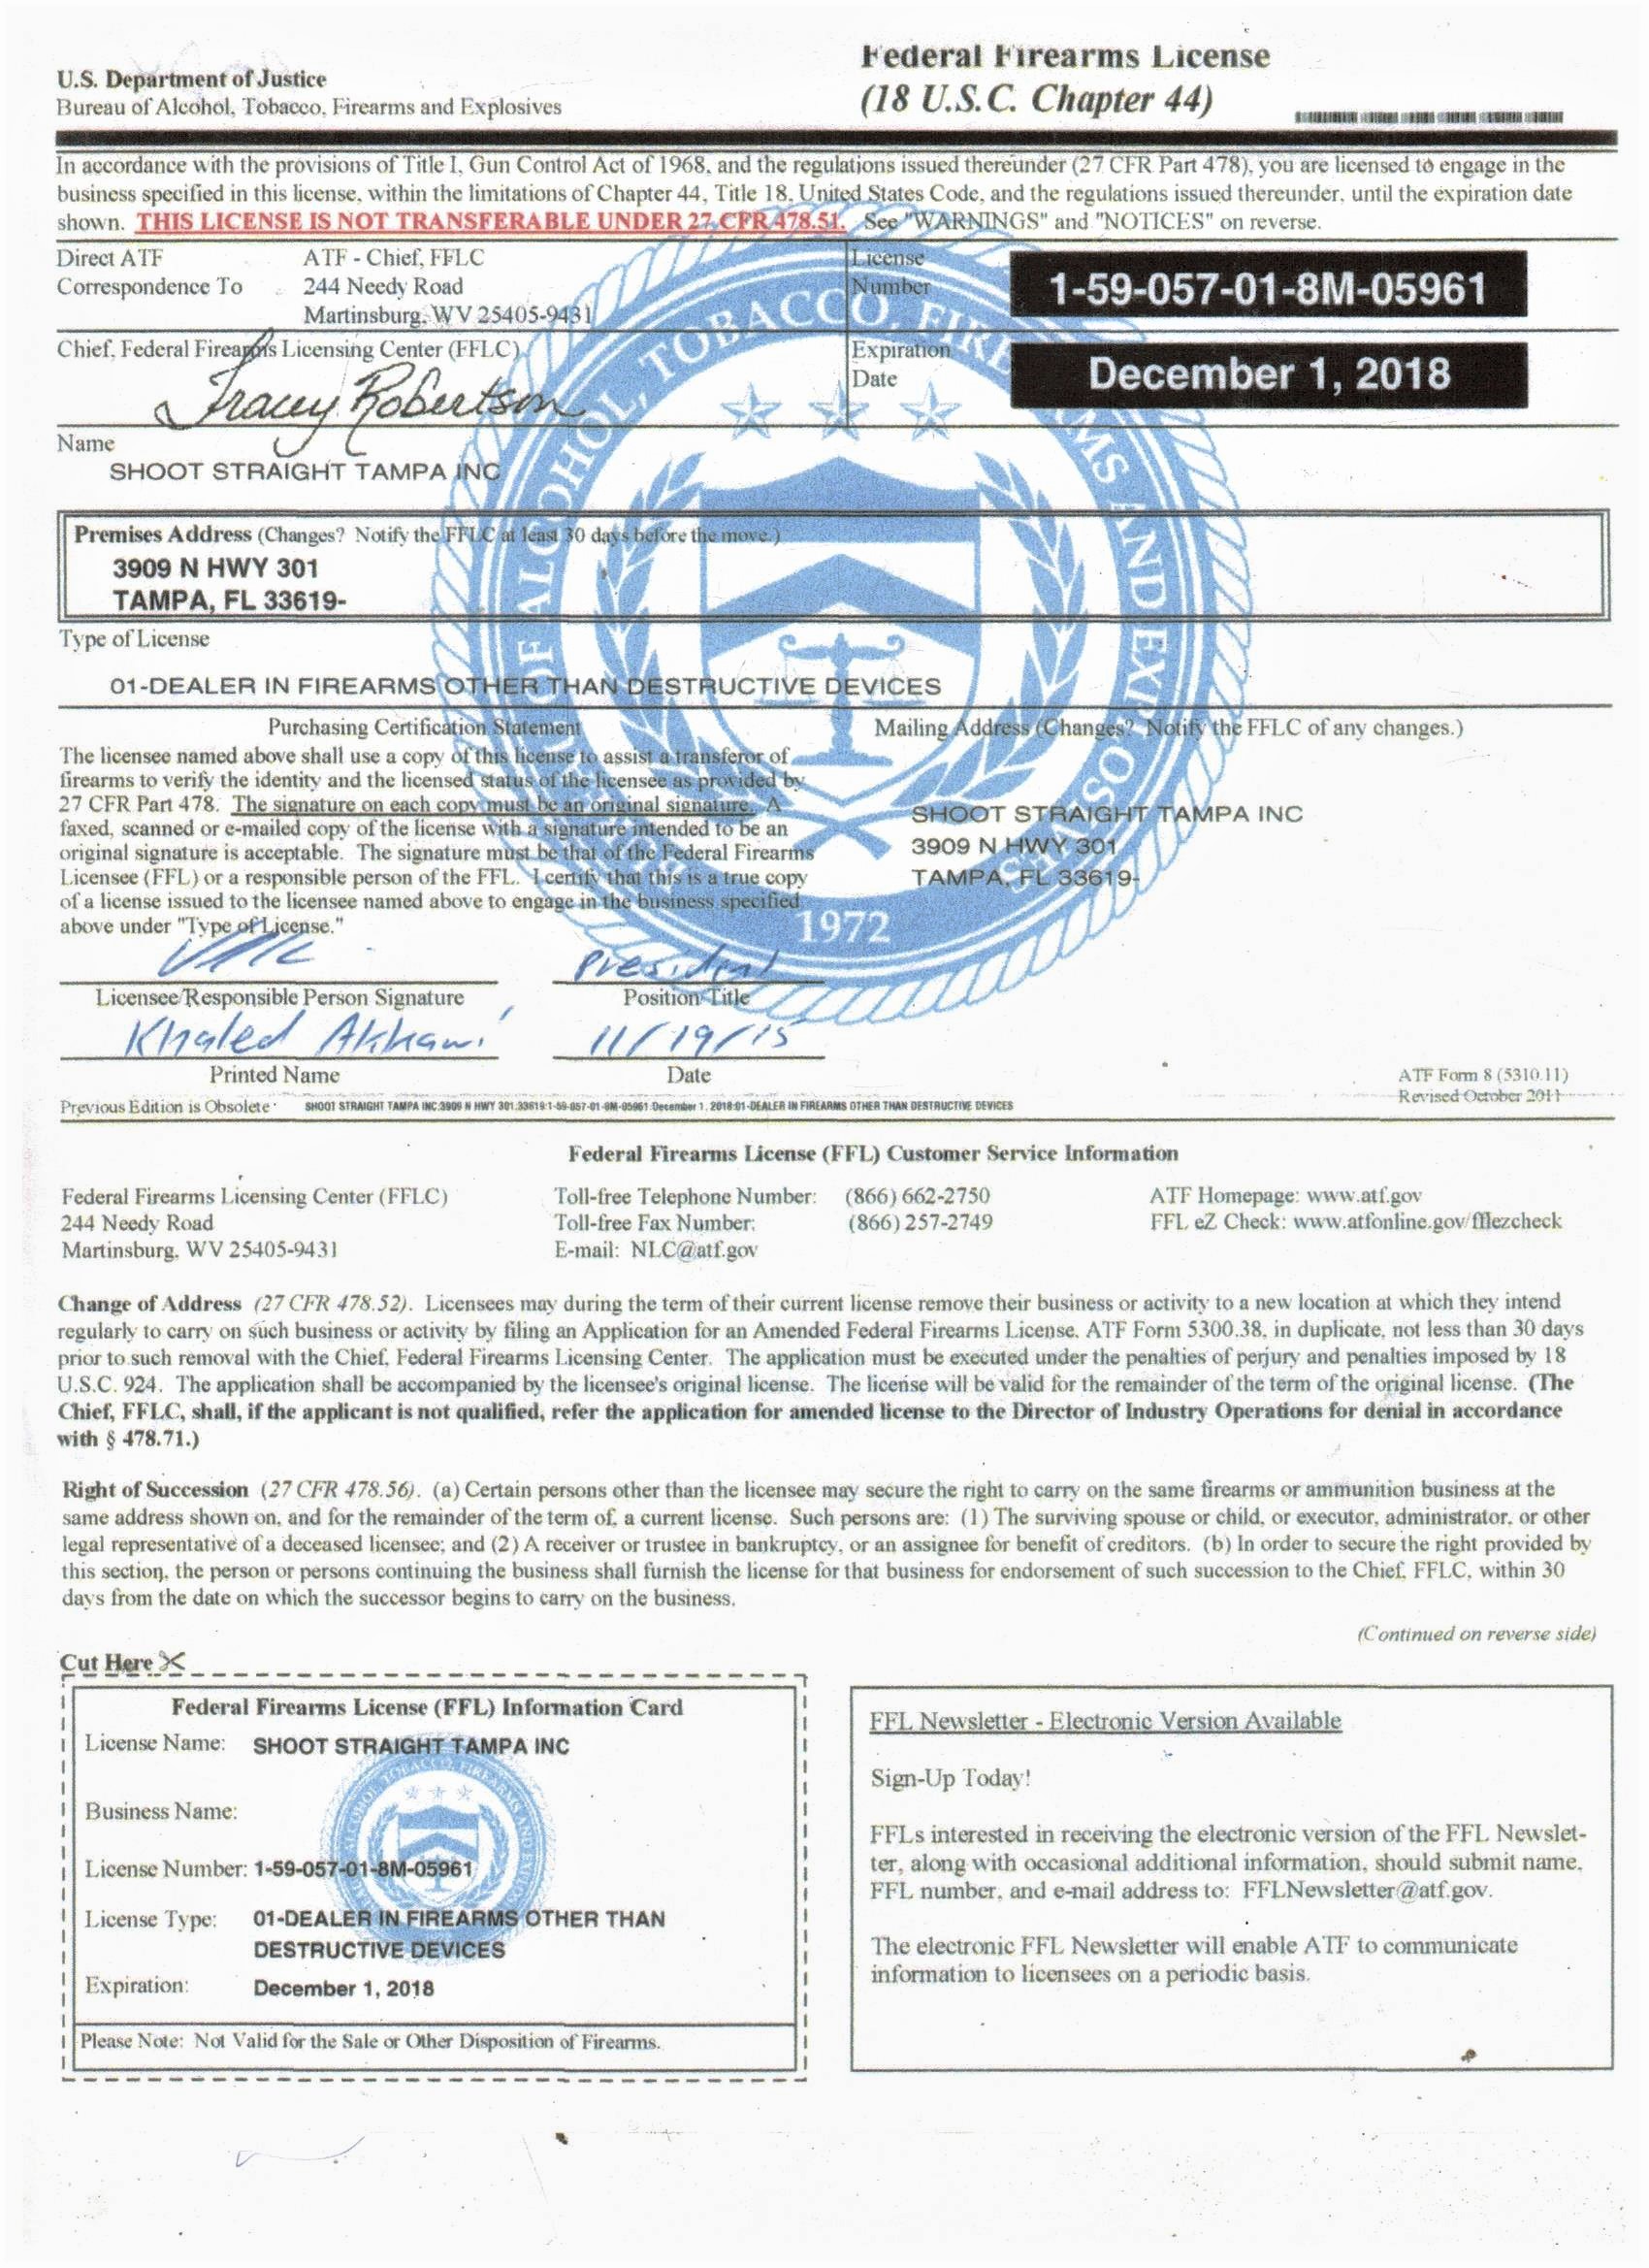 U.S. Department of Justice
Bureau of Alcohol, Tobacco, Firearms and Explosives
Federal Firearms License
(18 U.S.C. Chapter 44)
In accordance with the provisions of Title I, Gun Control Act of 1968, and the regulations issued thereunder (27 CFR Part 478), you are licensed to engage in the
business specified in this license, within the limitations of Chapter 44, Title 18, United States Code, and the regulations issued thereunder, until the expiration date
shown. THIS LICENSE IS NOT TRANSFERABLE UNDER 27 CFR 478.51. See "WARNINGS" and "NOTICES" on reverse.
Direct ATF
Correspondence To
ATF - Chief, FFLC
244 Needy Road
Martinsburg, WV 25405-9431
License
Number
1-59-057-01-8M-05961
Chief, Federal Firearms Licensing Center (FFLC)
Tracey Robertson
Expiration
Date
December 1, 2018
Name
SHOOT STRAIGHT TAMPA INC
Premises Address (Changes? Notify the FFLC at least 30 days before the move.)
3909 N HWY 301
TAMPA, FL 33619-
Type of License
01-DEALER IN FIREARMS OTHER THAN DESTRUCTIVE DEVICES
Purchasing Certification Statement
The licensee named above shall use a copy of this license to assist a transferor of
firearms to verify the identity and the licensed status of the licensee as provided by
27 CFR Part 478. The signature on each copy must be an original signature. A
faxed, scanned or e-mailed copy of the license with a signature intended to be an
original signature is acceptable. The signature must be that of the Federal Firearms
Licensee (FFL) or a responsible person of the FFL. I certify that this is a true copy
of a license issued to the licensee named above to engage in the business specified
above under "Type of License."
Mailing Address (Changes? Notify the FFLC of any changes.)
SHOOT STRAIGHT TAMPA INC
3909 N HWY 301
TAMPA, FL 33619-
1972
President
Licensee/Responsible Person Signature
Position/Title
Khaled Akkawi
11/19/15
Printed Name
Date
ATF Form 8 (5310.11)
Revised October 2011
Previous Edition is Obsolete
SHOOT STRAIGHT TAMPA INC:3909 N HWY 301:33619:1-59-057-01-8M-05961:December 1, 2018:01-DEALER IN FIREARMS OTHER THAN DESTRUCTIVE DEVICES
Federal Firearms License (FFL) Customer Service Information
Federal Firearms Licensing Center (FFLC)
244 Needy Road
Martinsburg, WV 25405-9431
Toll-free Telephone Number: (866) 662-2750
Toll-free Fax Number: (866) 257-2749
E-mail: NLC@atf.gov
ATF Homepage: www.atf.gov
FFL eZ Check: www.atfonline.gov/fflezcheck
Change of Address (27 CFR 478.52). Licensees may during the term of their current license remove their business or activity to a new location at which they intend
regularly to carry on such business or activity by filing an Application for an Amended Federal Firearms License, ATF Form 5300.38, in duplicate, not less than 30 days
prior to such removal with the Chief, Federal Firearms Licensing Center. The application must be executed under the penalties of perjury and penalties imposed by 18
U.S.C. 924. The application shall be accompanied by the licensee's original license. The license will be valid for the remainder of the term of the original license. (The
Chief, FFLC, shall, if the applicant is not qualified, refer the application for amended license to the Director of Industry Operations for denial in accordance
with § 478.71.)
Right of Succession (27 CFR 478.56). (a) Certain persons other than the licensee may secure the right to carry on the same firearms or ammunition business at the
same address shown on, and for the remainder of the term of, a current license. Such persons are: (1) The surviving spouse or child, or executor, administrator, or other
legal representative of a deceased licensee; and (2) A receiver or trustee in bankruptcy, or an assignee for benefit of creditors. (b) In order to secure the right provided by
this section, the person or persons continuing the business shall furnish the license for that business for endorsement of such succession to the Chief, FFLC, within 30
days from the date on which the successor begins to carry on the business.
(Continued on reverse side)
Cut Here
Federal Firearms License (FFL) Information Card
License Name: SHOOT STRAIGHT TAMPA INC
Business Name:
License Number: 1-59-057-01-8M-05961
License Type: 01-DEALER IN FIREARMS OTHER THAN
DESTRUCTIVE DEVICES
Expiration: December 1, 2018
Please Note: Not Valid for the Sale or Other Disposition of Firearms.
FFL Newsletter - Electronic Version Available
Sign-Up Today!
FFLs interested in receiving the electronic version of the FFL Newslet-
ter, along with occasional additional information, should submit name,
FFL number, and e-mail address to: FFLNewsletter@atf.gov.
The electronic FFL Newsletter will enable ATF to communicate
information to licensees on a periodic basis.